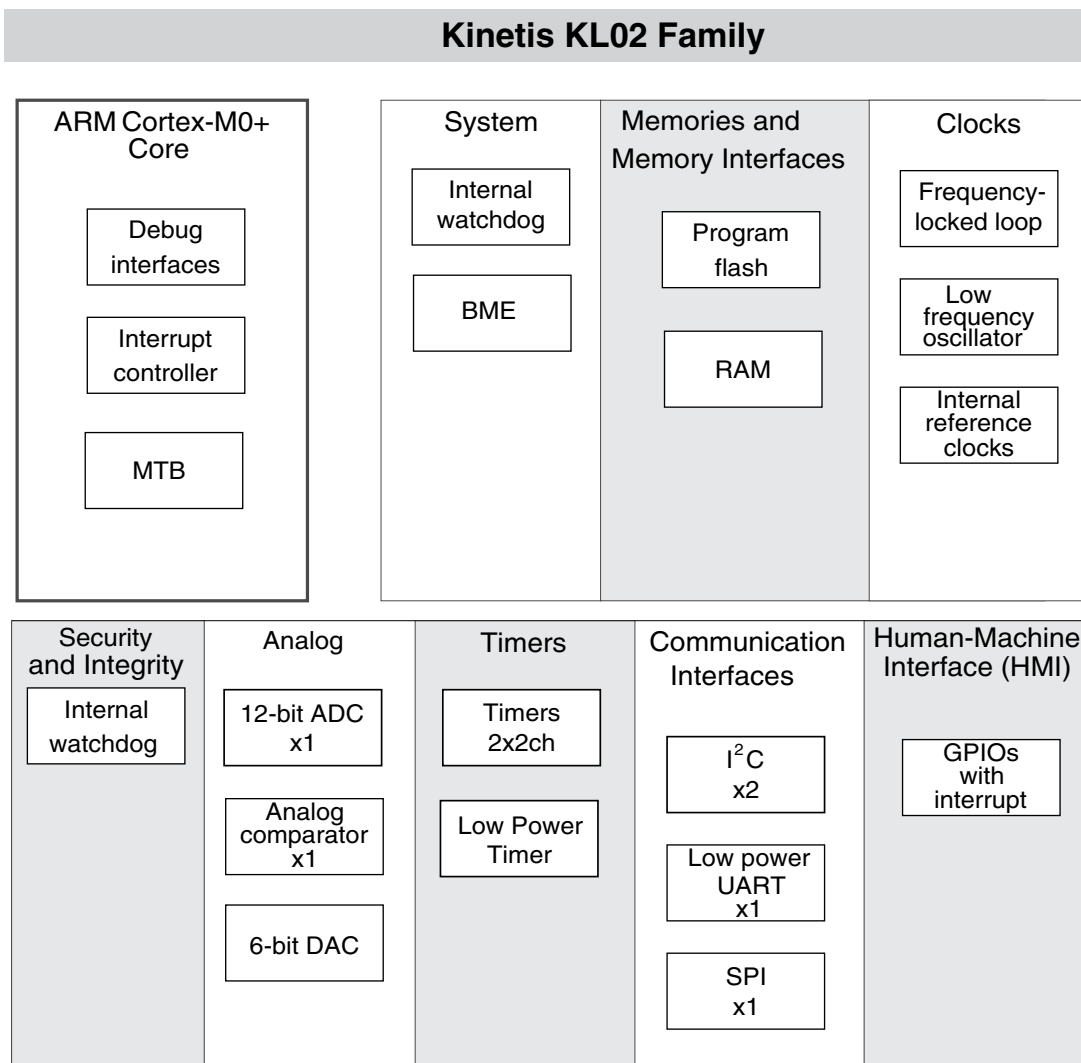 Kinetis KL02 Family
ARM Cortex-M0+
Core
Debug
interfaces
Interrupt
controller
MTB
System
Internal
watchdog
BME
Memories and
Memory Interfaces
Program
flash
RAM
Clocks
Frequency-
locked loop
Low
frequency
oscillator
Internal
reference
clocks
Security
and Integrity
Internal
watchdog
Analog
12-bit ADC
x1
Analog
comparator
x1
6-bit DAC
Timers
Timers
2x2ch
Low Power
Timer
Communication
Interfaces
I²C
x2
Low power
UART
x1
SPI
x1
Human-Machine
Interface (HMI)
GPIOs
with
interrupt